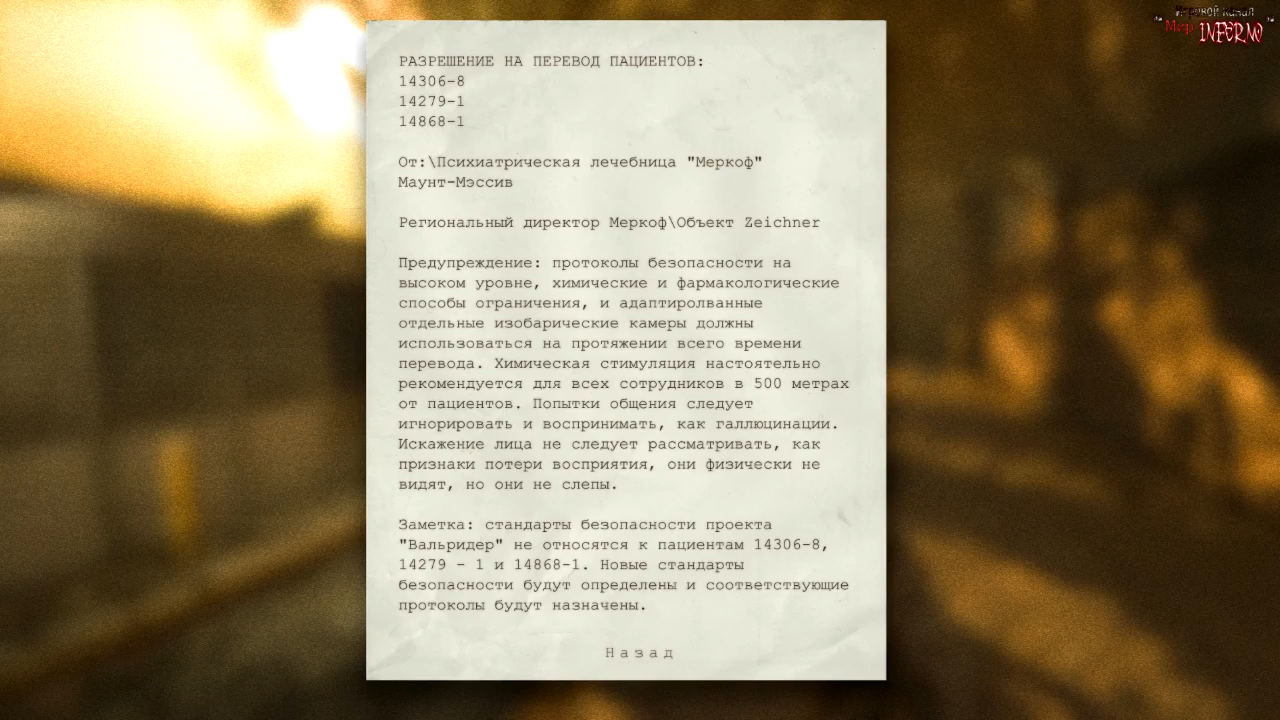 Игровой канал
"Мир INFERNO"
РАЗРЕШЕНИЕ НА ПЕРЕВОД ПАЦИЕНТОВ:
14306-8
14279-1
14868-1
От:\Психиатрическая лечебница "Меркоф"
Маунт-Мэссив
Региональный директор Меркоф\Объект Zeichner
Предупреждение: протоколы безопасности на
высоком уровне, химические и фармакологические
способы ограничения, и адаптиролванные
отдельные изобарические камеры должны
использоваться на протяжении всего времени
перевода. Химическая стимуляция настоятельно
рекомендуется для всех сотрудников в 500 метрах
от пациентов. Попытки общения следует
игнорировать и воспринимать, как галлюцинации.
Искажение лица не следует рассматривать, как
признаки потери восприятия, они физически не
видят, но они не слепы.
Заметка: стандарты безопасности проекта
"Вальридер" не относятся к пациентам 14306-8,
14279 - 1 и 14868-1. Новые стандарты
безопасности будут определены и соответствующие
протоколы будут назначены.
Назад